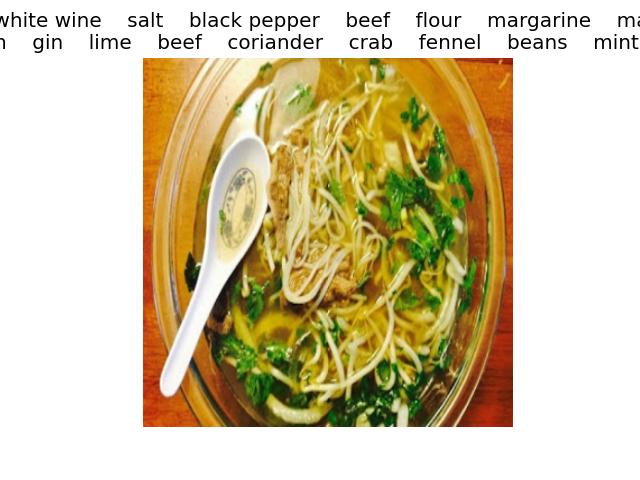 white wine salt black pepper beef flour margarine
gin lime beef coriander crab fennel beans mint